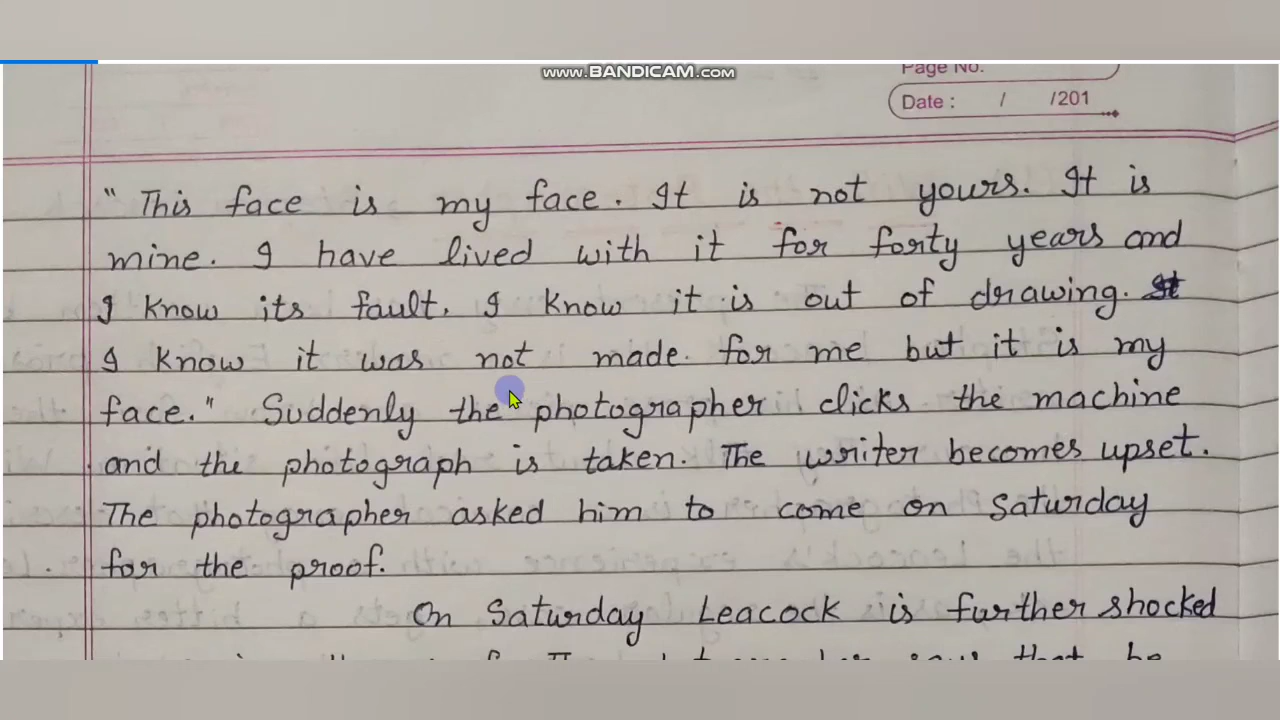 www.BANDICAM.com
Page No.
Date : / /201
"This face is my face. It is not yours. It is
mine. I have lived with it for forty years and
I know its fault. I know it is out of drawing.
I know it was not made for me but it is my
face." Suddenly the photographer clicks the machine
and the photograph is taken. The writer becomes upset.
The photographer asked him to come on Saturday
for the proof.
On Saturday Leacock is further shocked